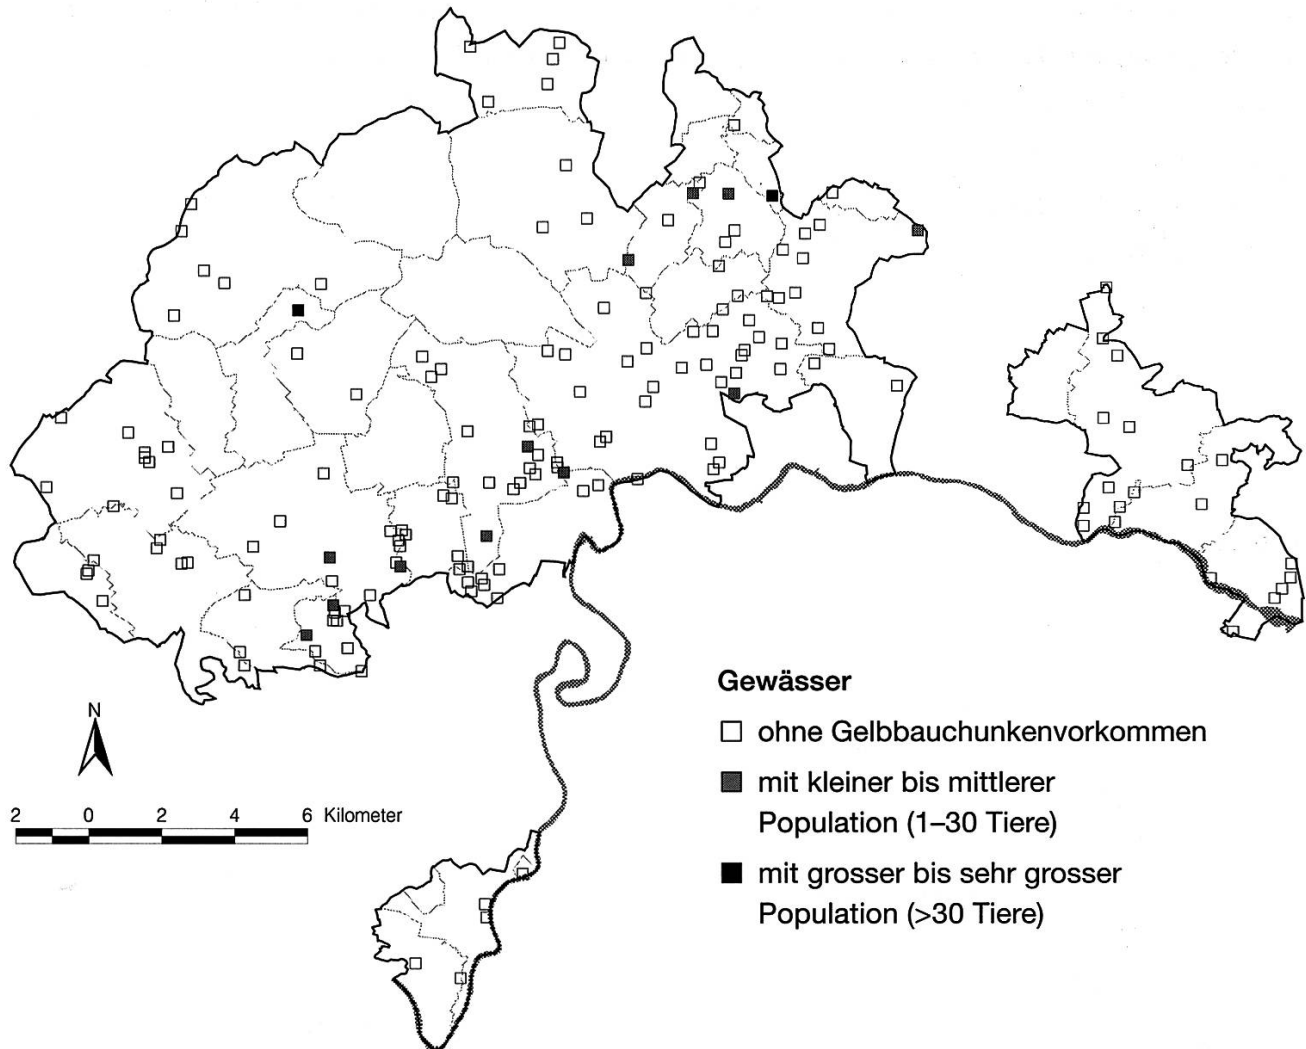 Gewässer
ohne Gelbbauchunkenvorkommen
mit kleiner bis mittlerer
Population (1–30 Tiere)
mit grosser bis sehr grosser
Population (>30 Tiere)
N
2 0 2 4 6 Kilometer